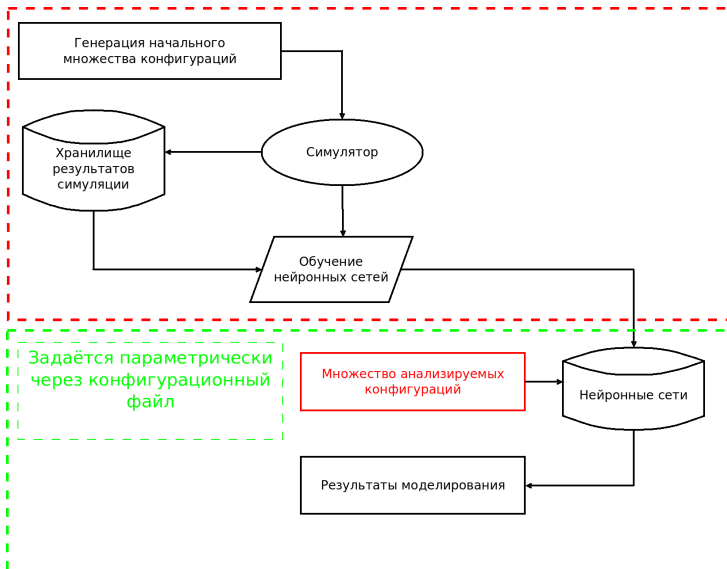 Генерация начального
множества конфигураций
Хранилище
результатов
симуляции
Симулятор
Обучение
нейронных сетей
Задаётся параметрически
через конфигурационный
файл
Множество анализируемых
конфигураций
Нейронные сети
Результаты моделирования